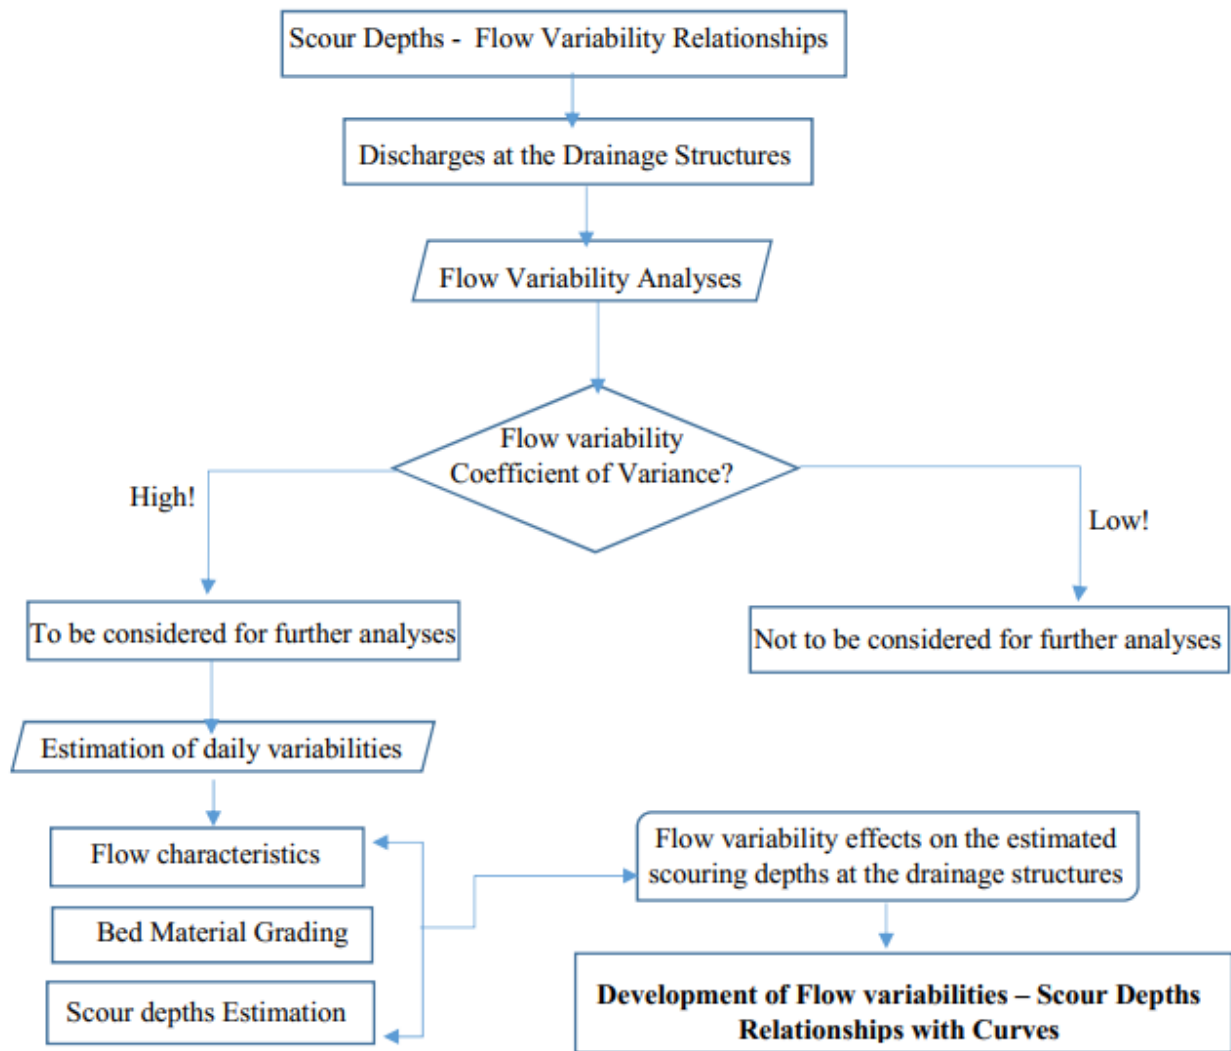 Scour Depths - Flow Variability Relationships
Discharges at the Drainage Structures
Flow Variability Analyses
Flow variability
Coefficient of Variance?
High!
Low!
To be considered for further analyses
Not to be considered for further analyses
Estimation of daily variabilities
Flow characteristics
Bed Material Grading
Scour depths Estimation
Flow variability effects on the estimated
scouring depths at the drainage structures
Development of Flow variabilities – Scour Depths
Relationships with Curves